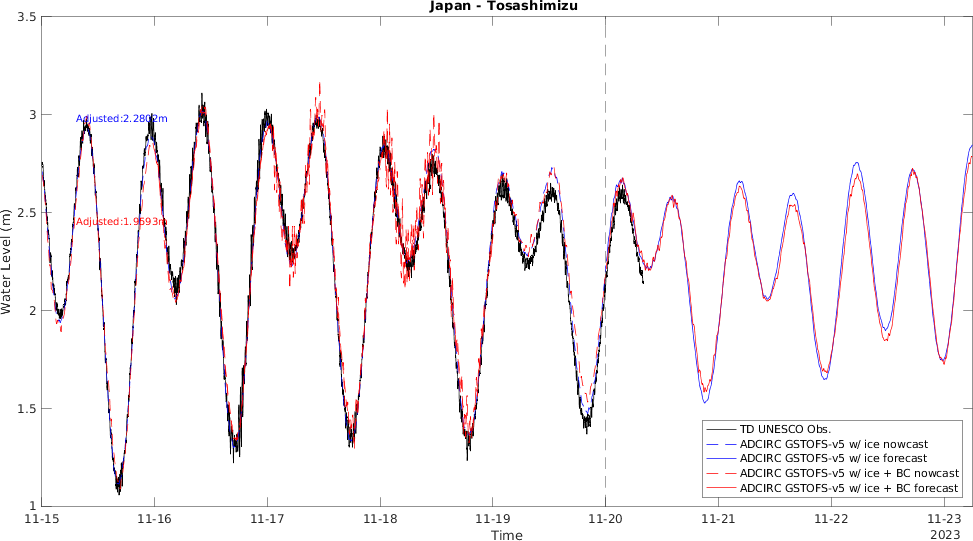 Japan - Tosashimizu
3.5
3
2.5
2
1.5
1
Water Level (m)
Adjusted:2.2802m
Adjusted:1.9593m
TD UNESCO Obs.
ADCIRC GSTOFS-v5 w/ ice nowcast
ADCIRC GSTOFS-v5 w/ ice forecast
ADCIRC GSTOFS-v5 w/ ice + BC nowcast
ADCIRC GSTOFS-v5 w/ ice + BC forecast
11-15 11-16 11-17 11-18 11-19 11-20 11-21 11-22 11-23
Time
2023